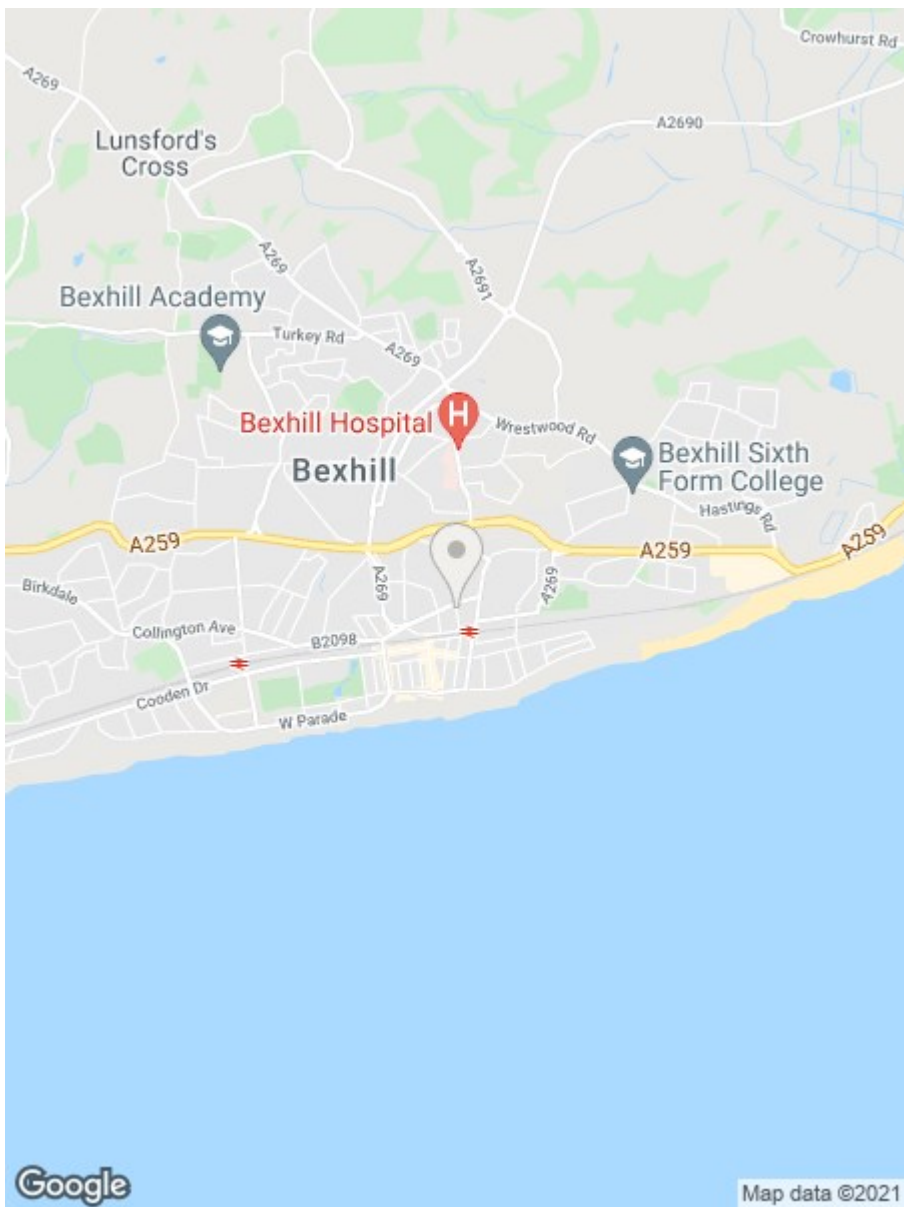 Crowhurst Rd
A269
A2690
Lunsford's
Cross
A269
A2691
Bexhill Academy
Turkey Rd
A269
Bexhill Hospital
H
Wrestwood Rd
Bexhill
Bexhill Sixth
Form College
Hastings Rd
A259
A259
A259
Birkdale
A269
A269
Collington Ave
B2098
Cooden Dr
W Parade
Google
Map data ©2021